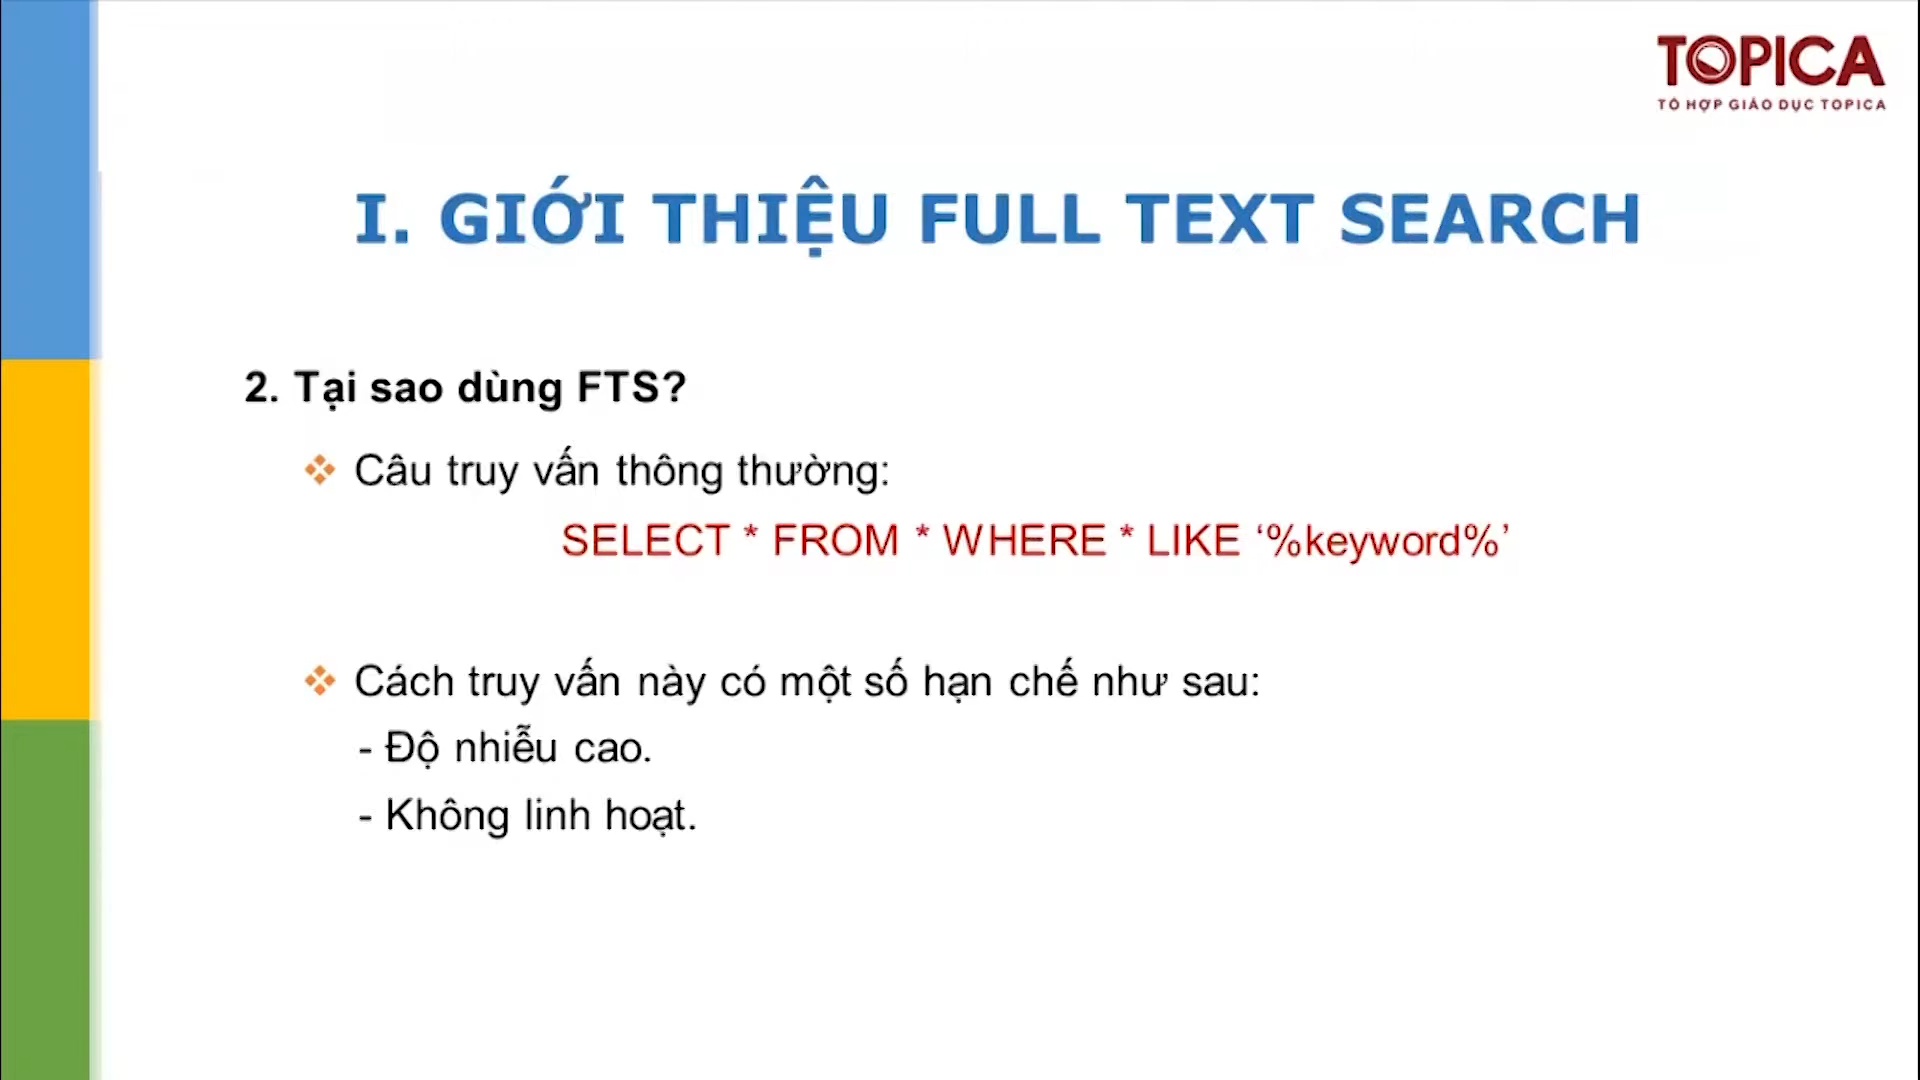 TOPICA
TỔ HỢP GIÁO DỤC TOPICA
I. GIỚI THIỆU FULL TEXT SEARCH
2. Tại sao dùng FTS?
Câu truy vấn thông thường:
SELECT * FROM * WHERE * LIKE ‘%keyword%’
Cách truy vấn này có một số hạn chế như sau:
- Độ nhiễu cao.
- Không linh hoạt.